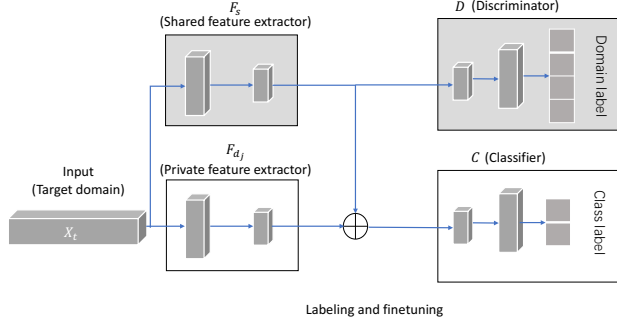 F_s
(Shared feature extractor)
D (Discriminator)
Domain label
F_{d_j}
(Private feature extractor)
Input
(Target domain)
X_t
C (Classifier)
Class label
Labeling and finetuning